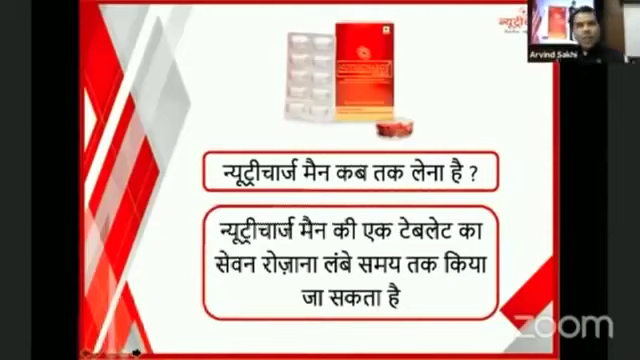 न्यूट्रीच
Arvind Sakhi
न्यूट्रीचार्ज मैन कब तक लेना है ?
न्यूट्रीचार्ज मैन की एक टेबलेट का
सेवन रोज़ाना लंबे समय तक किया
जा सकता है
zoom